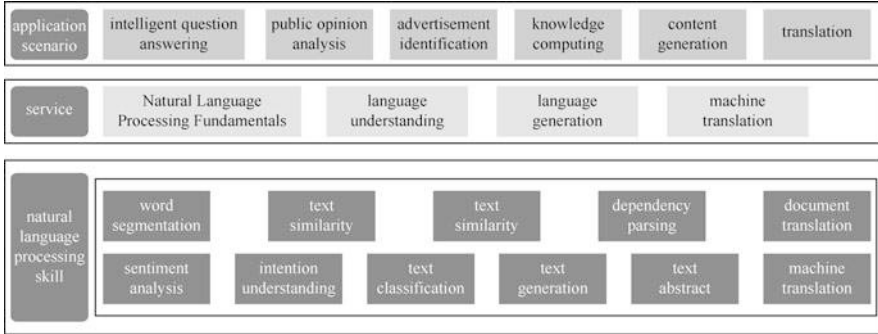 application
scenario
intelligent question
answering
public opinion
analysis
advertisement
identification
knowledge
computing
content
generation
translation
service
Natural Language
Processing Fundamentals
language
understanding
language
generation
machine
translation
natural
language
processing
skill
word
segmentation
text
similarity
text
similarity
dependency
parsing
document
translation
sentiment
analysis
intention
understanding
text
classification
text
generation
text
abstract
machine
translation